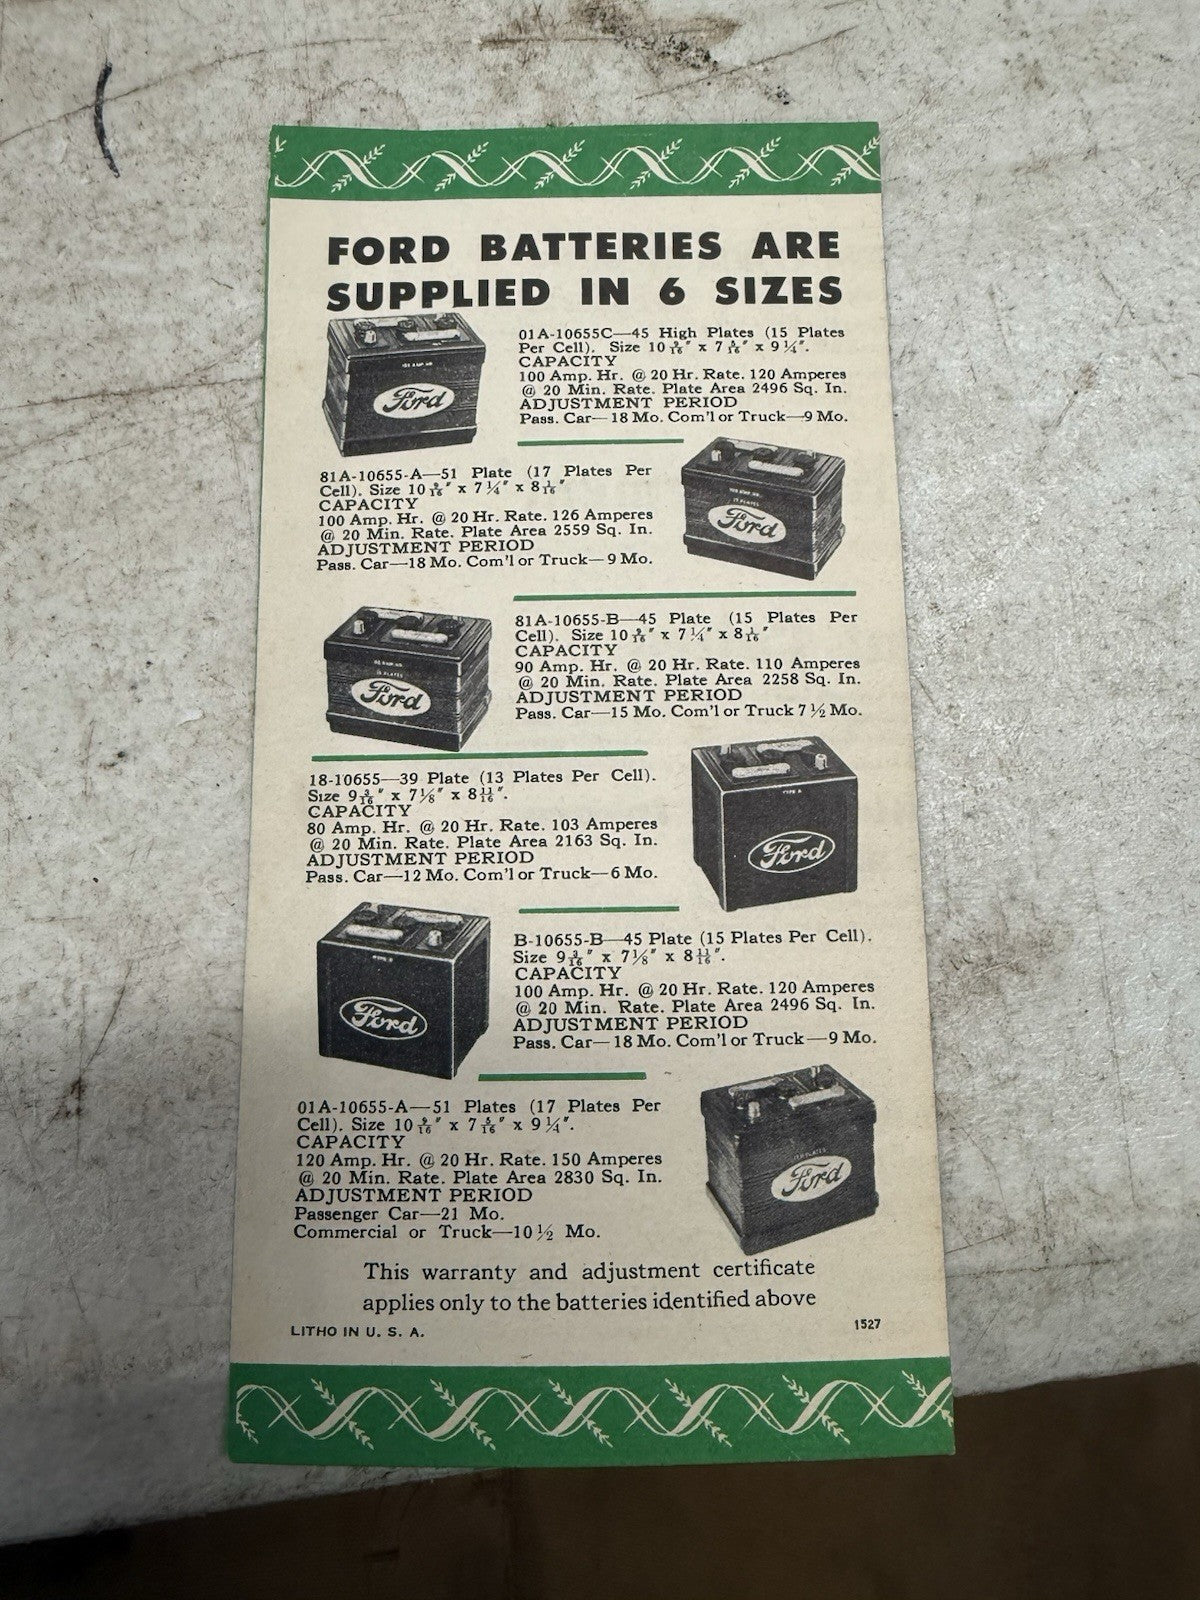 FORD BATTERIES ARE
SUPPLIED IN 6 SIZES
01A-10655C—45 High Plates (15 Plates
Per Cell). Size 10 9/16" x 7 5/16" x 9 1/4".
CAPACITY
100 Amp. Hr. @ 20 Hr. Rate. 120 Amperes
@ 20 Min. Rate. Plate Area 2496 Sq. In.
ADJUSTMENT PERIOD
Pass. Car—18 Mo. Com'l or Truck—9 Mo.
Ford
81A-10655-A—51 Plate (17 Plates Per
Cell). Size 10 9/16" x 7 1/4" x 8 1/16"
CAPACITY
100 Amp. Hr. @ 20 Hr. Rate. 126 Amperes
@ 20 Min. Rate. Plate Area 2559 Sq. In.
ADJUSTMENT PERIOD
Pass. Car—18 Mo. Com'l or Truck—9 Mo.
100 AMP. HR.
17 PLATES
Ford
81A-10655-B—45 Plate (15 Plates Per
Cell). Size 10 9/16" x 7 1/4" x 8 1/16"
CAPACITY
90 Amp. Hr. @ 20 Hr. Rate. 110 Amperes
@ 20 Min. Rate. Plate Area 2258 Sq. In.
ADJUSTMENT PERIOD
Pass. Car—15 Mo. Com'l or Truck 7 1/2 Mo.
15 PLATES
Ford
18-10655—39 Plate (13 Plates Per Cell).
Size 9 3/16" x 7 1/8" x 8 11/16".
CAPACITY
80 Amp. Hr. @ 20 Hr. Rate. 103 Amperes
@ 20 Min. Rate. Plate Area 2163 Sq. In.
ADJUSTMENT PERIOD
Pass. Car—12 Mo. Com'l or Truck—6 Mo.
Ford
B-10655-B—45 Plate (15 Plates Per Cell).
Size 9 3/16" x 7 1/8" x 8 11/16".
CAPACITY
100 Amp. Hr. @ 20 Hr. Rate. 120 Amperes
@ 20 Min. Rate. Plate Area 2496 Sq. In.
ADJUSTMENT PERIOD
Pass. Car—18 Mo. Com'l or Truck—9 Mo.
Ford
01A-10655-A—51 Plates (17 Plates Per
Cell). Size 10 9/16" x 7 5/16" x 9 1/4".
CAPACITY
120 Amp. Hr. @ 20 Hr. Rate. 150 Amperes
@ 20 Min. Rate. Plate Area 2830 Sq. In.
ADJUSTMENT PERIOD
Passenger Car—21 Mo.
Commercial or Truck—10 1/2 Mo.
Ford
This warranty and adjustment certificate
applies only to the batteries identified above
LITHO IN U. S. A.
1527